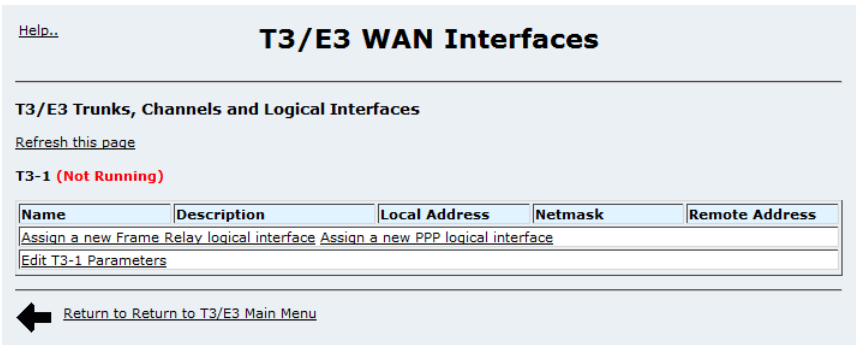 Help..
T3/E3 WAN Interfaces
T3/E3 Trunks, Channels and Logical Interfaces
Refresh this page
T3-1 (Not Running)
Name Description Local Address Netmask Remote Address
Assign a new Frame Relay logical interface Assign a new PPP logical interface
Edit T3-1 Parameters
Return to Return to T3/E3 Main Menu